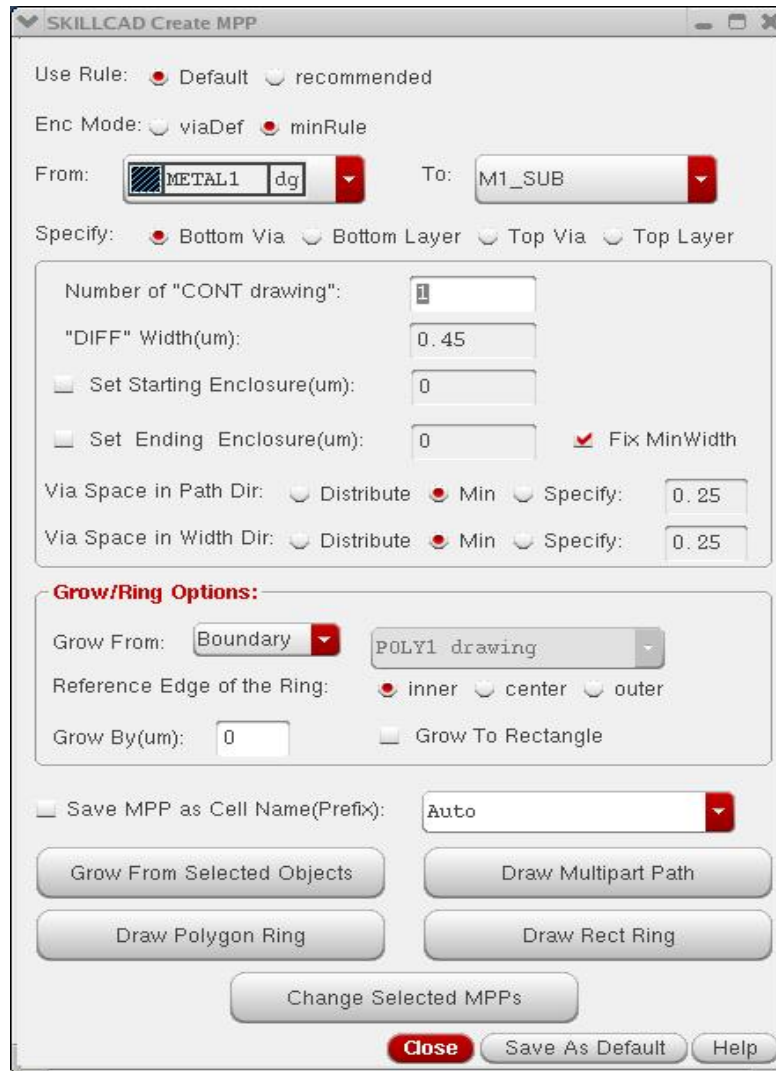 SKILLCAD Create MPP
Use Rule: Default recommended
Enc Mode: viaDef minRule
From: METAL1 dg To: M1_SUB
Specify: Bottom Via Bottom Layer Top Via Top Layer
Number of "CONT drawing": 1
"DIFF" Width(um): 0.45
Set Starting Enclosure(um): 0
Set Ending Enclosure(um): 0 Fix MinWidth
Via Space in Path Dir: Distribute Min Specify: 0.25
Via Space in Width Dir: Distribute Min Specify: 0.25
Grow/Ring Options:
Grow From: Boundary POLY1 drawing
Reference Edge of the Ring: inner center outer
Grow By(um): 0 Grow To Rectangle
Save MPP as Cell Name(Prefix): Auto
Grow From Selected Objects Draw Multipart Path
Draw Polygon Ring Draw Rect Ring
Change Selected MPPs
Close Save As Default Help